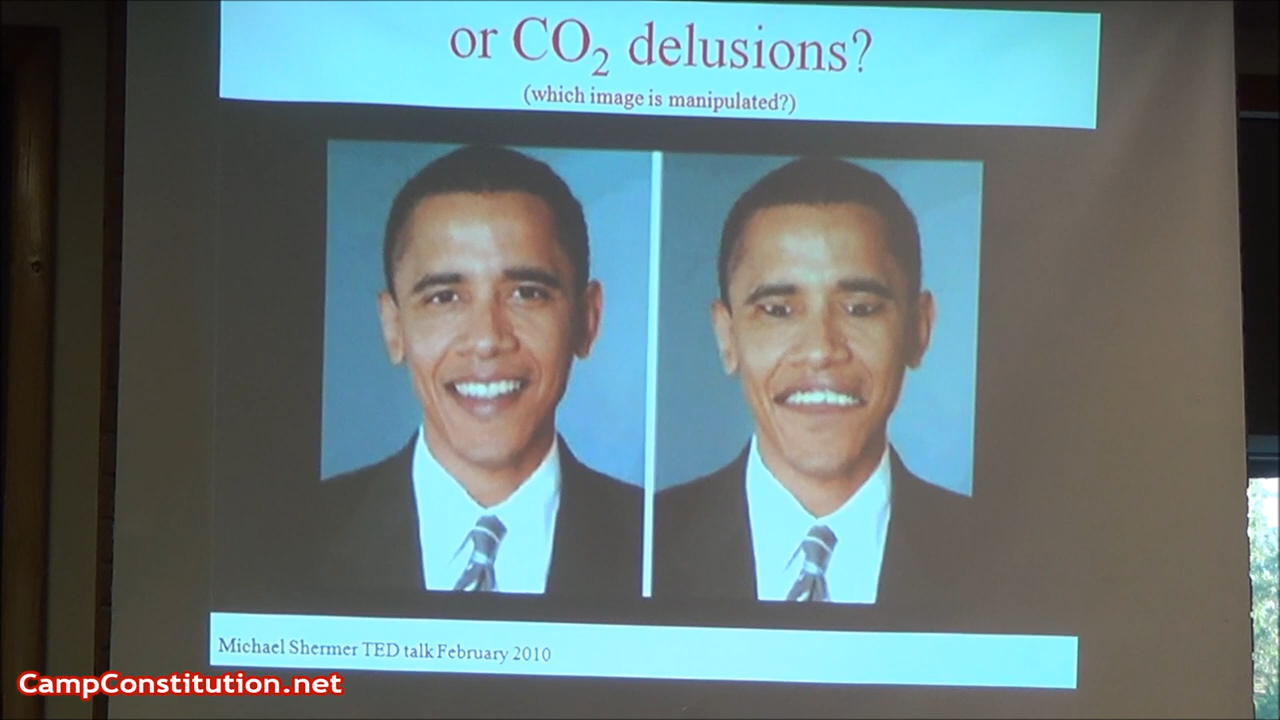 or CO₂ delusions?
(which image is manipulated?)
Michael Shermer TED talk February 2010
CampConstitution.net